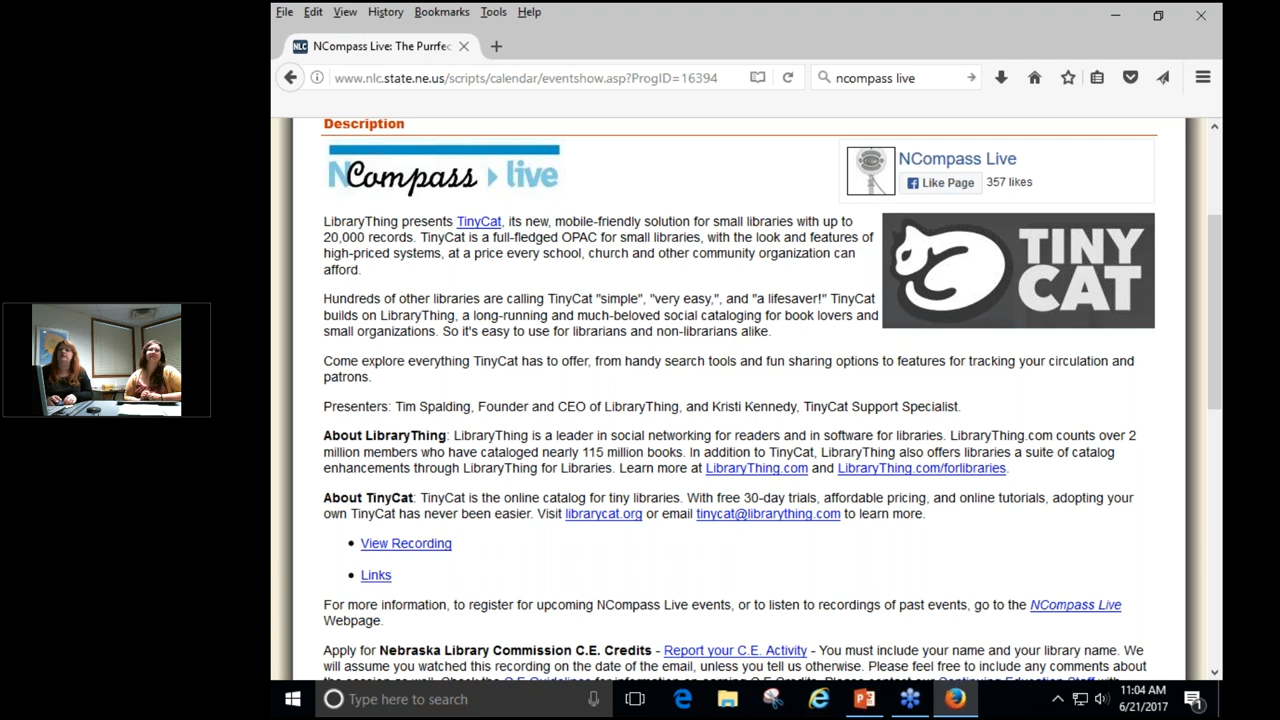 File Edit View History Bookmarks Tools Help
NLC NCompass Live: The Purrfec
www.nlc.state.ne.us/scripts/calendar/eventshow.asp?ProgID=16394 ncompass live
Description
NCompass live
NCompass Live
Like Page 357 likes
LibraryThing presents TinyCat, its new, mobile-friendly solution for small libraries with up to
20,000 records. TinyCat is a full-fledged OPAC for small libraries, with the look and features of
high-priced systems, at a price every school, church and other community organization can
afford.
TINY
CAT
Hundreds of other libraries are calling TinyCat "simple", "very easy,", and "a lifesaver!" TinyCat
builds on LibraryThing, a long-running and much-beloved social cataloging for book lovers and
small organizations. So it's easy to use for librarians and non-librarians alike.
Come explore everything TinyCat has to offer, from handy search tools and fun sharing options to features for tracking your circulation and
patrons.
Presenters: Tim Spalding, Founder and CEO of LibraryThing, and Kristi Kennedy, TinyCat Support Specialist.
About LibraryThing: LibraryThing is a leader in social networking for readers and in software for libraries. LibraryThing.com counts over 2
million members who have cataloged nearly 115 million books. In addition to TinyCat, LibraryThing also offers libraries a suite of catalog
enhancements through LibraryThing for Libraries. Learn more at LibraryThing.com and LibraryThing.com/forlibraries.
About TinyCat: TinyCat is the online catalog for tiny libraries. With free 30-day trials, affordable pricing, and online tutorials, adopting your
own TinyCat has never been easier. Visit librarycat.org or email tinycat@librarything.com to learn more.
• View Recording
• Links
For more information, to register for upcoming NCompass Live events, or to listen to recordings of past events, go to the NCompass Live
Webpage.
Apply for Nebraska Library Commission C.E. Credits - Report your C.E. Activity - You must include your name and your library name. We
will assume you watched this recording on the date of the email, unless you tell us otherwise. Please feel free to include any comments about
Type here to search
11:04 AM
6/21/2017
1